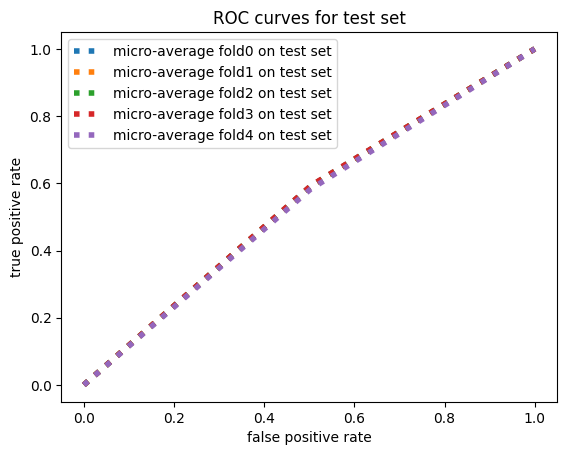 ROC curves for test set
micro-average fold0 on test set
micro-average fold1 on test set
micro-average fold2 on test set
micro-average fold3 on test set
micro-average fold4 on test set
true positive rate
1.0
0.8
0.6
0.4
0.2
0.0
0.0 0.2 0.4 0.6 0.8 1.0
false positive rate